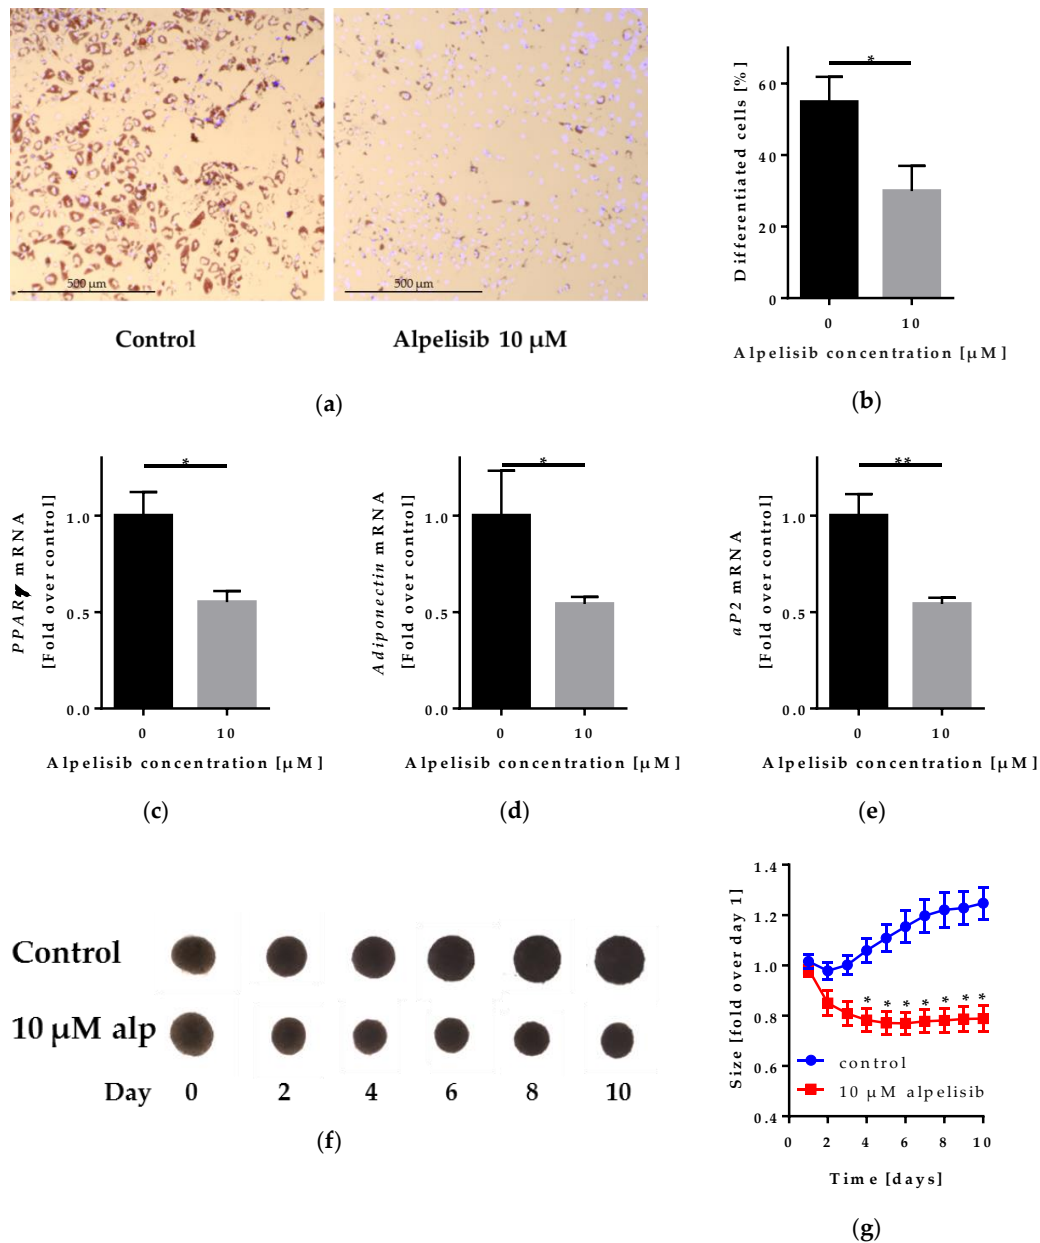 500 µm
500 µm
Control
Alpelisib 10 µM
(a)
Differentiated cells [%]
60
40
20
0
*
0
10
Alpelisib concentration [µM]
(b)
PPARγ mRNA
[Fold over control]
1.0
0.5
0.0
*
0
10
Alpelisib concentration [µM]
(c)
Adiponectin mRNA
[Fold over control]
1.0
0.5
0.0
*
0
10
Alpelisib concentration [µM]
(d)
aP2 mRNA
[Fold over control]
1.0
0.5
0.0
**
0
10
Alpelisib concentration [µM]
(e)
Control
10 µM alp
Day 0 2 4 6 8 10
(f)
Size [fold over day 1]
1.4
1.2
1.0
0.8
0.6
0.4
* * * * * * *
control
10 µM alpelisib
0 2 4 6 8 10
Time [days]
(g)